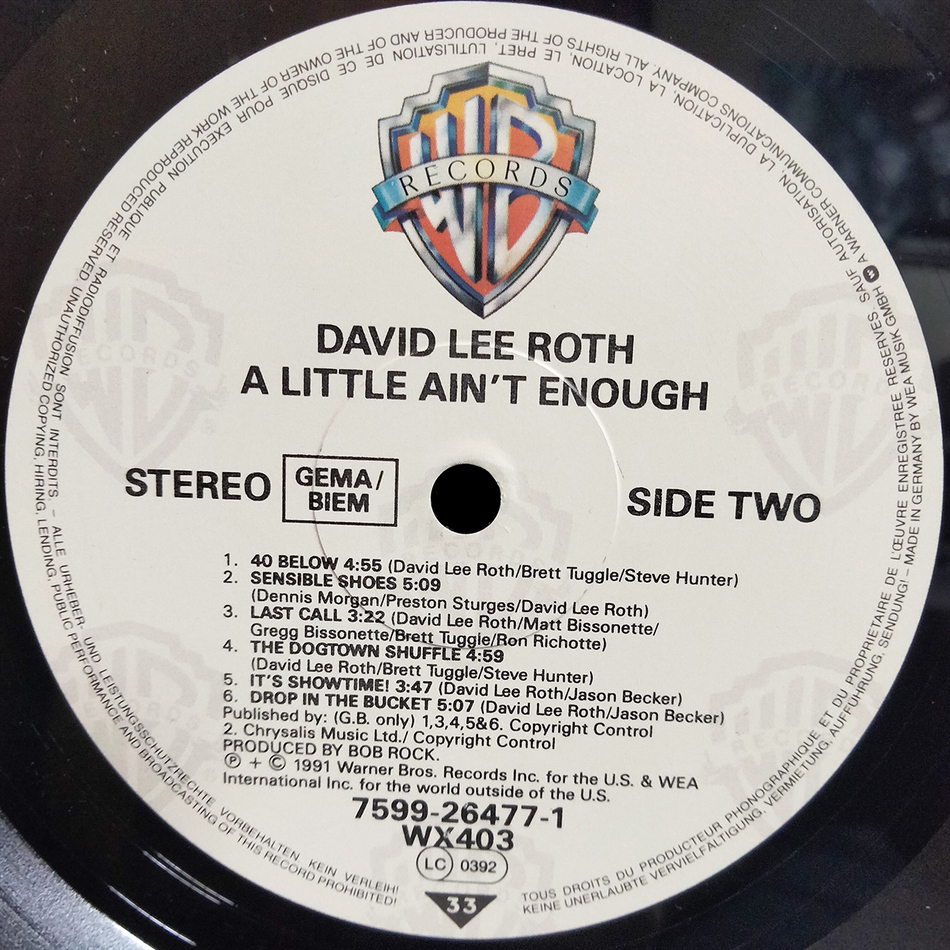 RECORDS
DAVID LEE ROTH
A LITTLE AIN'T ENOUGH
STEREO
GEMA/
BIEM
SIDE TWO
1. 40 BELOW 4:55 (David Lee Roth/Brett Tuggle/Steve Hunter)
2. SENSIBLE SHOES 5:09
(Dennis Morgan/Preston Sturges/David Lee Roth)
3. LAST CALL 3:22 (David Lee Roth/Matt Bissonette/
Gregg Bissonette/Brett Tuggle/Ron Richotte)
4. THE DOGTOWN SHUFFLE 4:59
(David Lee Roth/Brett Tuggle/Steve Hunter)
5. IT'S SHOWTIME! 3:47 (David Lee Roth/Jason Becker)
6. DROP IN THE BUCKET 5:07 (David Lee Roth/Jason Becker)
Published by: (G.B. only) 1,3,4,5&6. Copyright Control
2. Chrysalis Music Ltd./ Copyright Control
PRODUCED BY BOB ROCK.
℗ + © 1991 Warner Bros. Records Inc. for the U.S. & WEA
International Inc. for the world outside of the U.S.
7599-26477-1
WX403
LC 0392
33
TOUS DROITS DU PRODUCTEUR PHONOGRAPHIQUE ET DU PROPRIETAIRE DE L'ŒUVRE ENREGISTREE RESERVES. SAUF AUTORISATION, LA DUPLICATION, LA LOCATION, LE PRET, L'UTILISATION DE CE DISQUE POUR EXECUTION PUBLIQUE ET RADIODIFFUSION SONT INTERDITS. – ALLE URHEBER- UND LEISTUNGSSCHUTZRECHTE VORBEHALTEN KEIN VERLEIH!
KEINE UNERLAUBTE VERVIELFÄLTIGUNG, VERMIETUNG, AUFFÜHRUNG, SENDUNG! – MADE IN GERMANY BY WEA MUSIK GMBH A WARNER COMMUNICATIONS COMPANY. ALL RIGHTS OF THE PRODUCER AND OF THE OWNER OF THE WORK REPRODUCED RESERVED. UNAUTHORIZED COPYING, HIRING, LENDING, PUBLIC PERFORMANCE AND BROADCASTING OF THIS RECORD PROHIBITED!